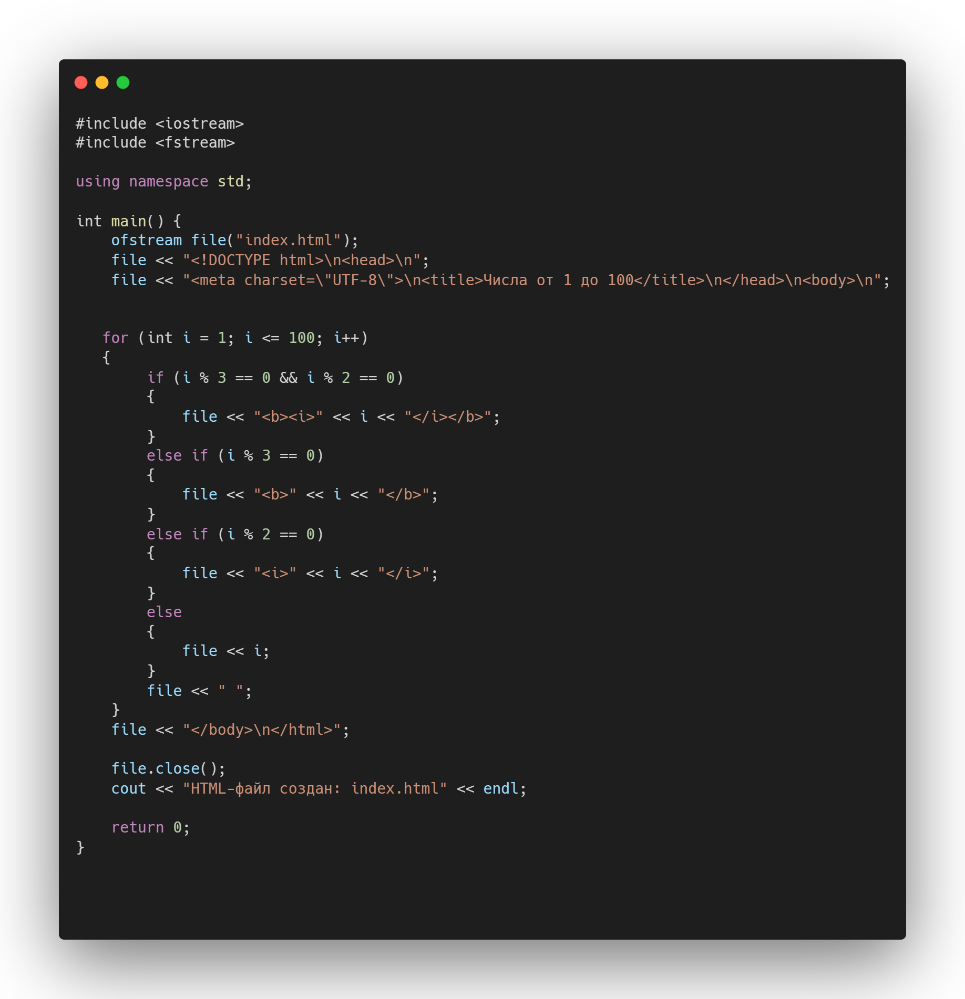 #include <iostream>
#include <fstream>
using namespace std;
int main() {
ofstream file("index.html");
file << "<!DOCTYPE html>\n<head>\n";
file << "<meta charset=\"UTF-8\">\n<title>Числа от 1 до 100</title>\n</head>\n<body>\n";
for (int i = 1; i <= 100; i++)
{
if (i % 3 == 0 && i % 2 == 0)
{
file << "<b><i>" << i << "</i></b>";
}
else if (i % 3 == 0)
{
file << "<b>" << i << "</b>";
}
else if (i % 2 == 0)
{
file << "<i>" << i << "</i>";
}
else
{
file << i;
}
file << " ";
}
file << "</body>\n</html>";
file.close();
cout << "HTML-файл создан: index.html" << endl;
return 0;
}